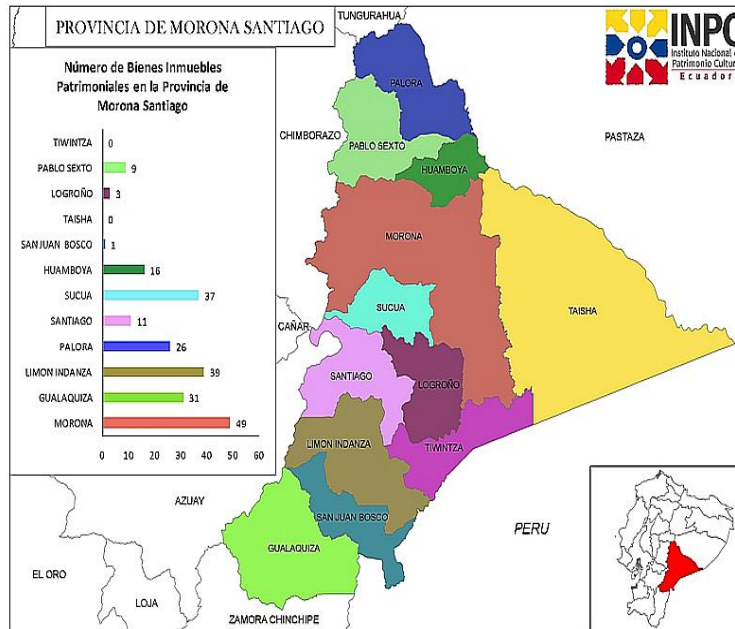 PROVINCIA DE MORONA SANTIAGO
Número de Bienes Inmuebles
Patrimoniales en la Provincia de
Morona Santiago
TIWINTZA 0
PABLO SEXTO 9
LOGROÑO 3
TAISHA 0
SAN JUAN BOSCO 1
HUAMBOYA 16
SUCUA 37
SANTIAGO 11
PALORA 26
LIMON INDANZA 39
GUALAQUIZA 31
MORONA 49
0 10 20 30 40 50 60
TUNGURAHUA
INPC
Instituto Nacional de
Patrimonio Cultural
Ecuador
PALORA
CHIMBORAZO
PASTAZA
PABLO SEXTO
HUAMBOYA
MORONA
TAISHA
SUCUA
CAÑAR
SANTIAGO
LOGROÑO
LIMON INDANZA
TIWINTZA
AZUAY
SAN JUAN BOSCO
PERU
GUALAQUIZA
EL ORO
LOJA
ZAMORA CHINCHIPE